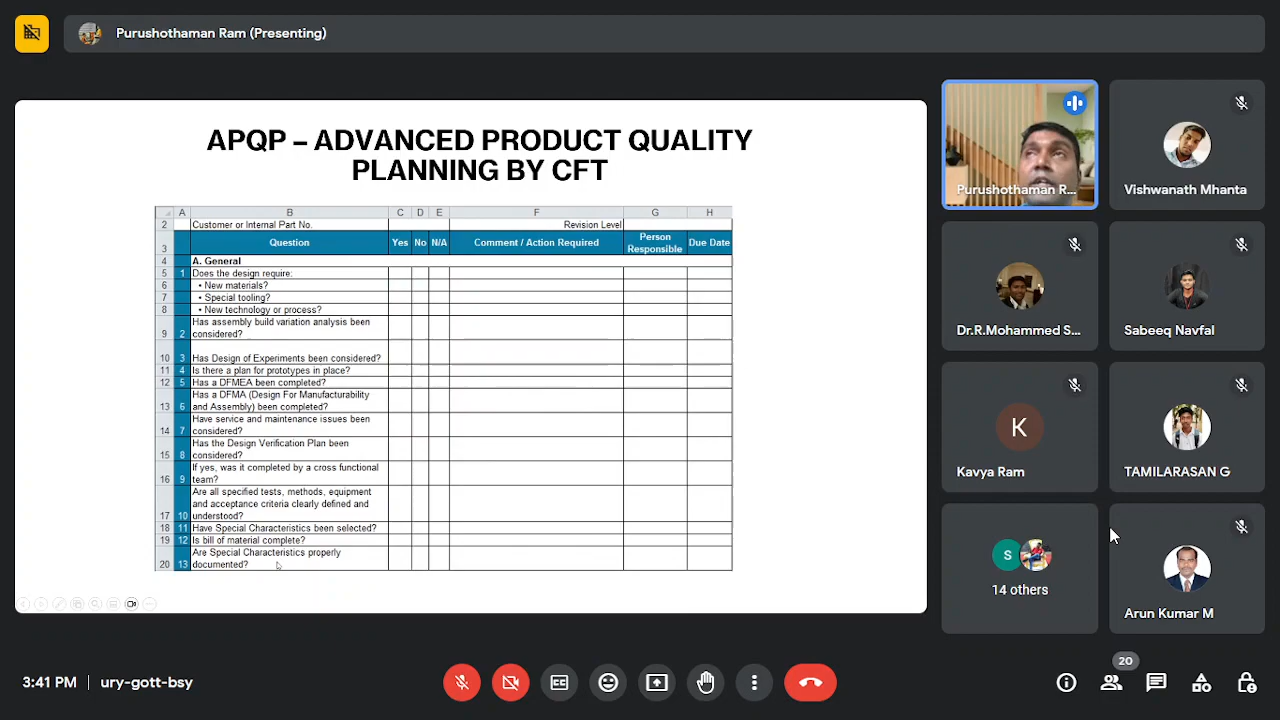 Purushothaman Ram (Presenting)
APQP – ADVANCED PRODUCT QUALITY
PLANNING BY CFT
A B C D E F G H
2 Customer or Internal Part No. Revision Level
3 Question Yes No N/A Comment / Action Required Person Responsible Due Date
4 A. General
5 1 Does the design require:
6 • New materials?
7 • Special tooling?
8 • New technology or process?
Has assembly build variation analysis been
9 2 considered?
10 3 Has Design of Experiments been considered?
11 4 Is there a plan for prototypes in place?
12 5 Has a DFMEA been completed?
Has a DFMA (Design For Manufacturability
13 6 and Assembly) been completed?
Have service and maintenance issues been
14 7 considered?
Has the Design Verification Plan been
15 8 considered?
If yes, was it completed by a cross functional
16 9 team?
Are all specified tests, methods, equipment
and acceptance criteria clearly defined and
17 10 understood?
18 11 Have Special Characteristics been selected?
19 12 Is bill of material complete?
Are Special Characteristics properly
20 13 documented?
Purushothaman R...
Vishwanath Mhanta
Dr.R.Mohammed S...
Sabeeq Navfal
K
Kavya Ram
TAMILARASAN G
S
14 others
Arun Kumar M
3:41 PM | ury-gott-bsy
CC
20